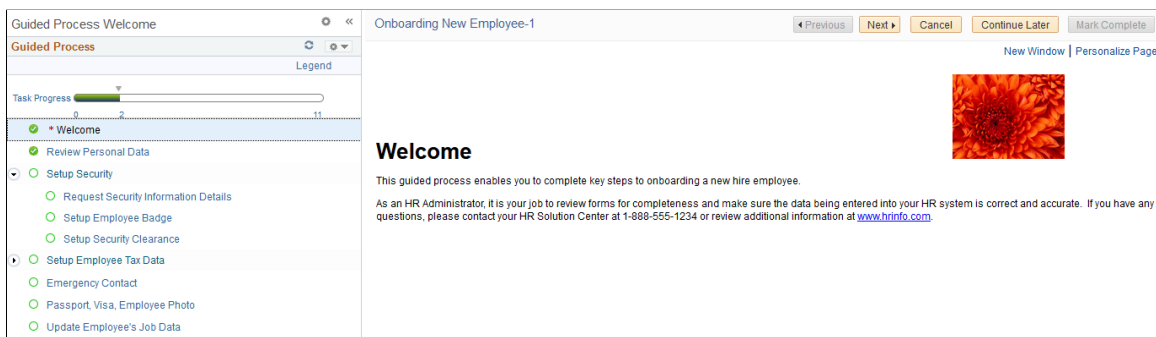 Guided Process Welcome
Guided Process
Legend
Task Progress
0 2 11
* Welcome
Review Personal Data
Setup Security
Request Security Information Details
Setup Employee Badge
Setup Security Clearance
Setup Employee Tax Data
Emergency Contact
Passport, Visa, Employee Photo
Update Employee's Job Data
Onboarding New Employee-1
Previous Next Cancel Continue Later Mark Complete
New Window | Personalize Page
Welcome
This guided process enables you to complete key steps to onboarding a new hire employee.
As an HR Administrator, it is your job to review forms for completeness and make sure the data being entered into your HR system is correct and accurate. If you have any
questions, please contact your HR Solution Center at 1-888-555-1234 or review additional information at www.hrinfo.com.